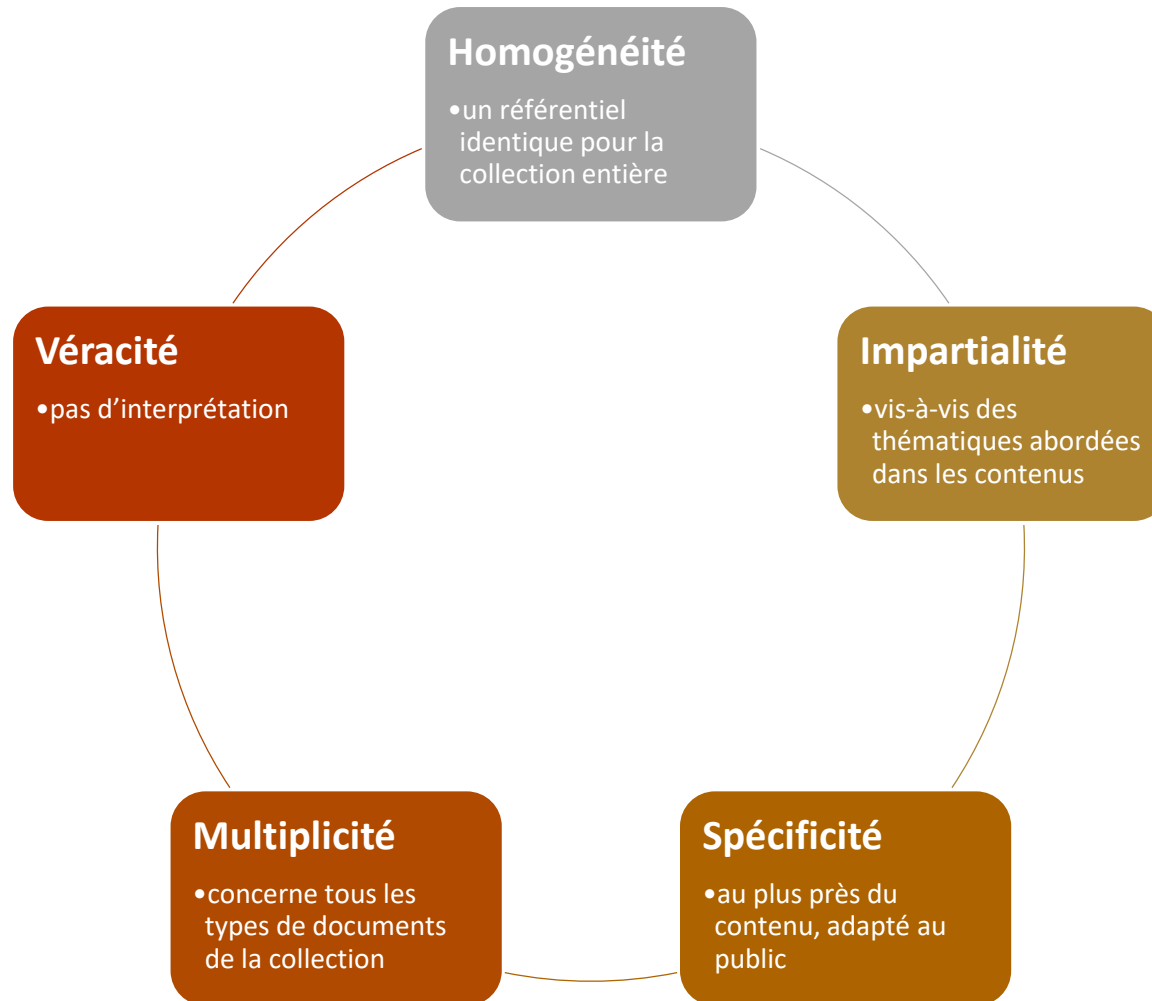 Homogénéité
•un référentiel
identique pour la
collection entière
Impartialité
•vis-à-vis des
thématiques abordées
dans les contenus
Spécificité
•au plus près du
contenu, adapté au
public
Multiplicité
•concerne tous les
types de documents
de la collection
Véracité
•pas d’interprétation